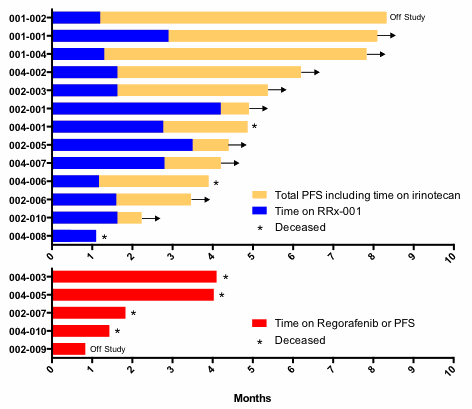 001-002 Off Study
001-001
001-004
004-002
002-003
002-001
004-001 *
002-005
004-007
004-006 *
002-006
002-010
004-008 *
Total PFS including time on irinotecan
Time on RRx-001
* Deceased
0 1 2 3 4 5 6 7 8 9 10
004-003 *
004-005 *
002-007 *
004-010 *
002-009 Off Study
Time on Regorafenib or PFS
* Deceased
0 1 2 3 4 5 6 7 8 9 10
Months